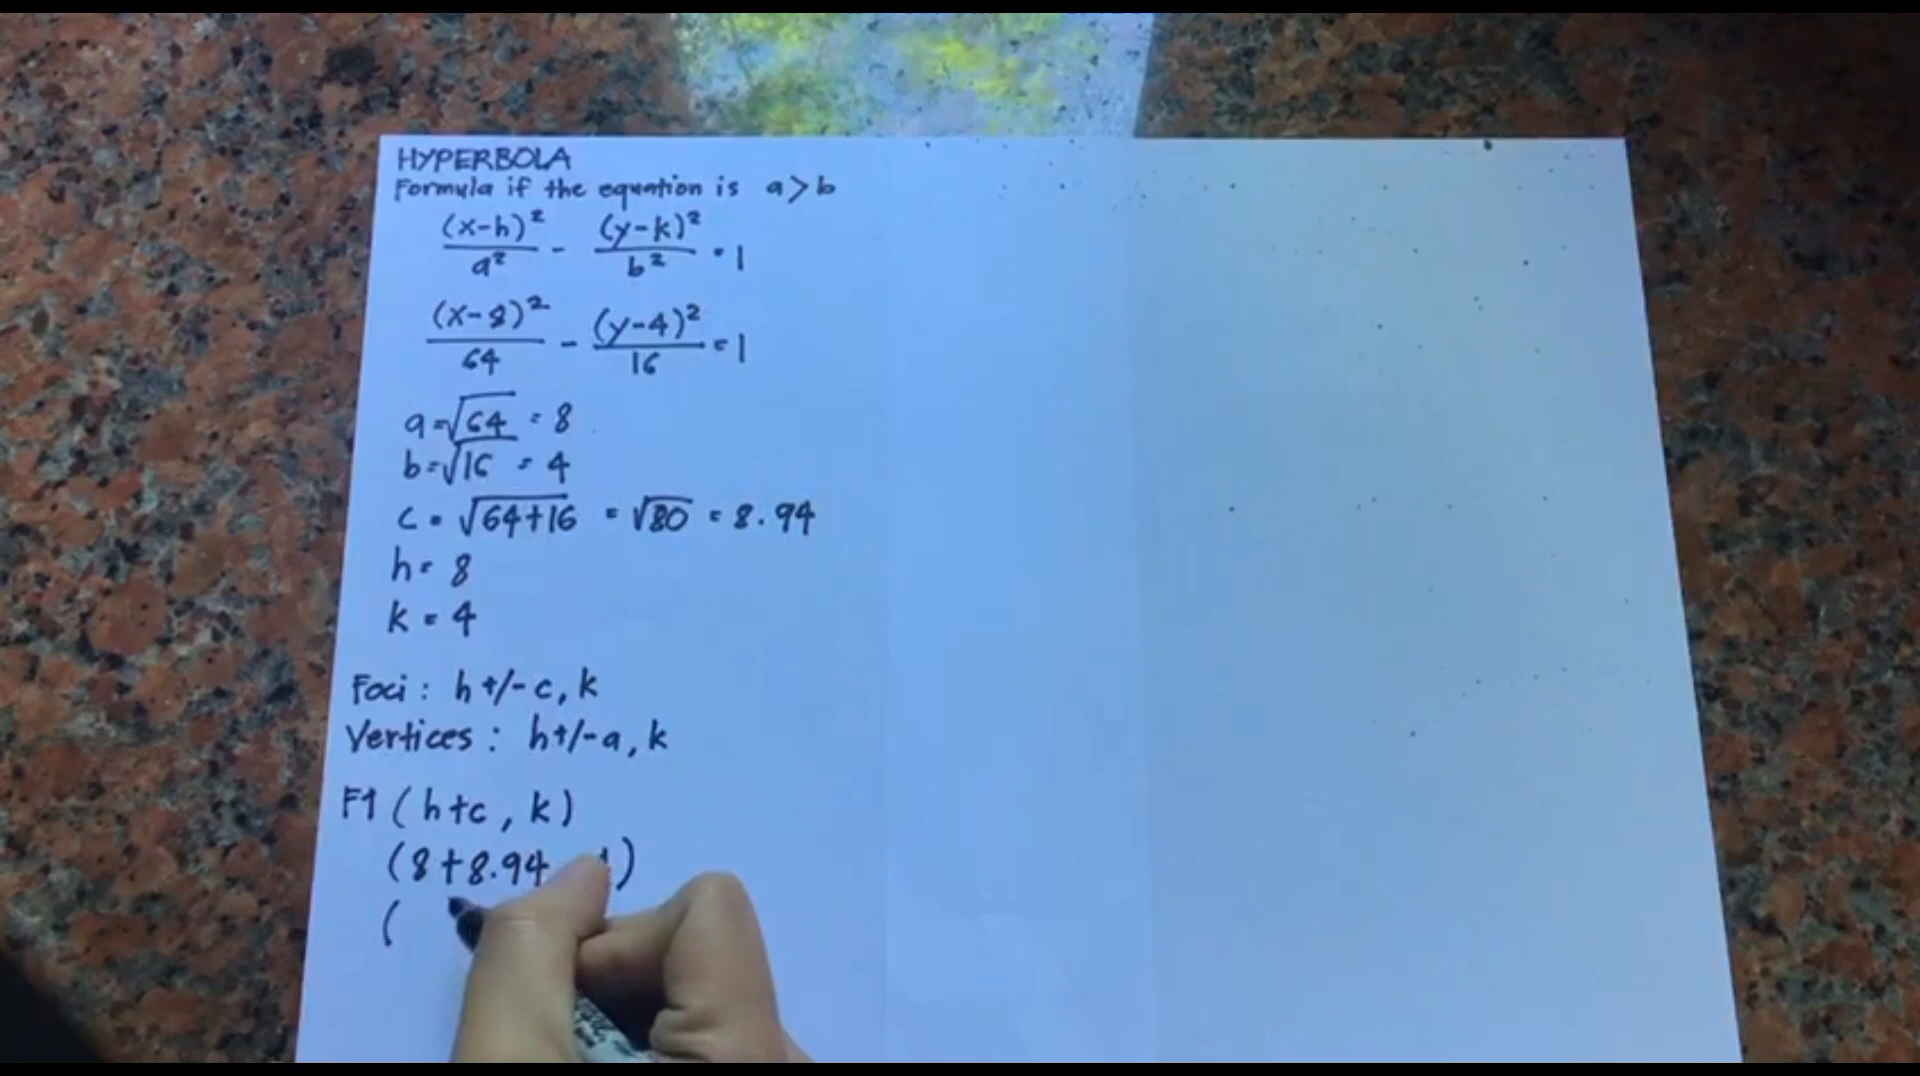 HYPERBOLA
Formula if the equation is a > b
(x-h)²/a² - (y-k)²/b² = 1
(x-8)²/64 - (y-4)²/16 = 1
a=√64 = 8
b=√16 = 4
c = √64+16 = √80 = 8.94
h = 8
k = 4
Foci: h+/-c, k
Vertices: h+/-a, k
F1 (h+c, k)
(8+8.94 )
(